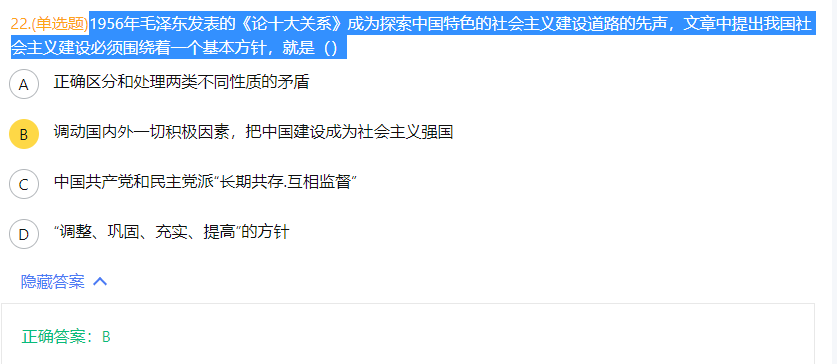 22.(单选题)1956年毛泽东发表的《论十大关系》成为探索中国特色的社会主义建设道路的先声，文章中提出我国社
会主义建设必须围绕着一个基本方针，就是（）
A 正确区分和处理两类不同性质的矛盾
B 调动国内外一切积极因素，把中国建设成为社会主义强国
C 中国共产党和民主党派“长期共存.互相监督”
D “调整、巩固、充实、提高”的方针
隐藏答案
正确答案：B